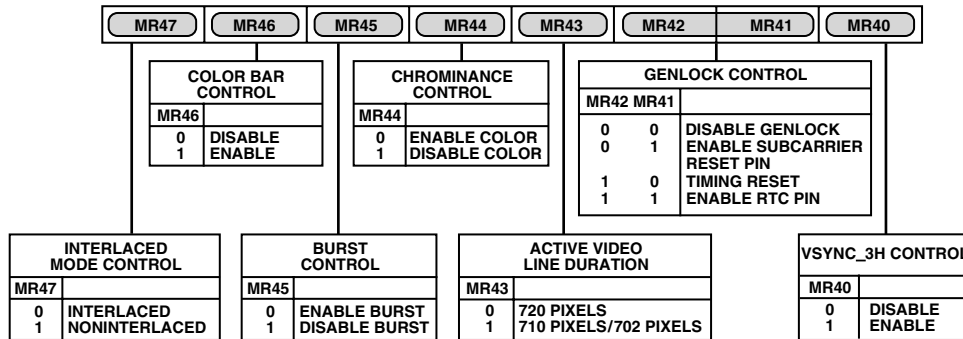 MR47 MR46 MR45 MR44 MR43 MR42 MR41 MR40
COLOR BAR
CONTROL
MR46
0 DISABLE
1 ENABLE
CHROMINANCE
CONTROL
MR44
0 ENABLE COLOR
1 DISABLE COLOR
GENLOCK CONTROL
MR42 MR41
0 0 DISABLE GENLOCK
0 1 ENABLE SUBCARRIER
RESET PIN
1 0 TIMING RESET
1 1 ENABLE RTC PIN
INTERLACED
MODE CONTROL
MR47
0 INTERLACED
1 NONINTERLACED
BURST
CONTROL
MR45
0 ENABLE BURST
1 DISABLE BURST
ACTIVE VIDEO
LINE DURATION
MR43
0 720 PIXELS
1 710 PIXELS/702 PIXELS
VSYNC_3H CONTROL
MR40
0 DISABLE
1 ENABLE